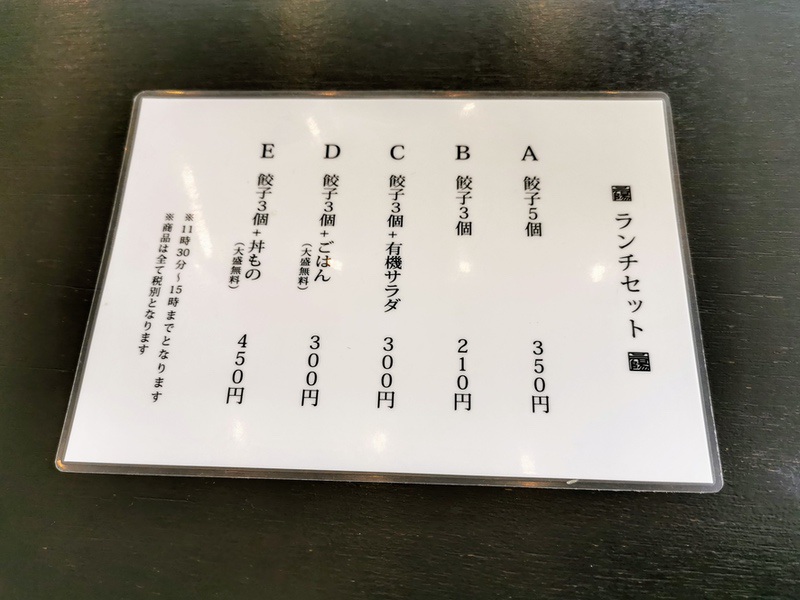 ランチセット
A 餃子5個 350円
B 餃子3個 210円
C 餃子3個+有機サラダ 300円
D 餃子3個+ごはん(大盛無料) 300円
E 餃子3個+丼もの(大盛無料) 450円
※11時30分〜15時までとなります
※商品は全て税別となります